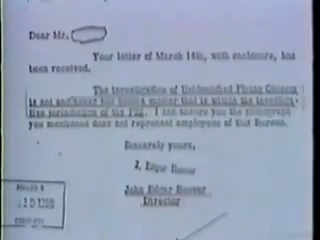 Dear Mr.
Your letter of March 14th, with enclosure, has
been received.
The investigation of Unidentified Flying Objects
is not and never has been a matter that is within the investiga-
tive jurisdiction of the FBI. I can assure you the photograph
you mentioned does not represent employees of this Bureau.
Sincerely yours,
J. Edgar Hoover
John Edgar Hoover
Director